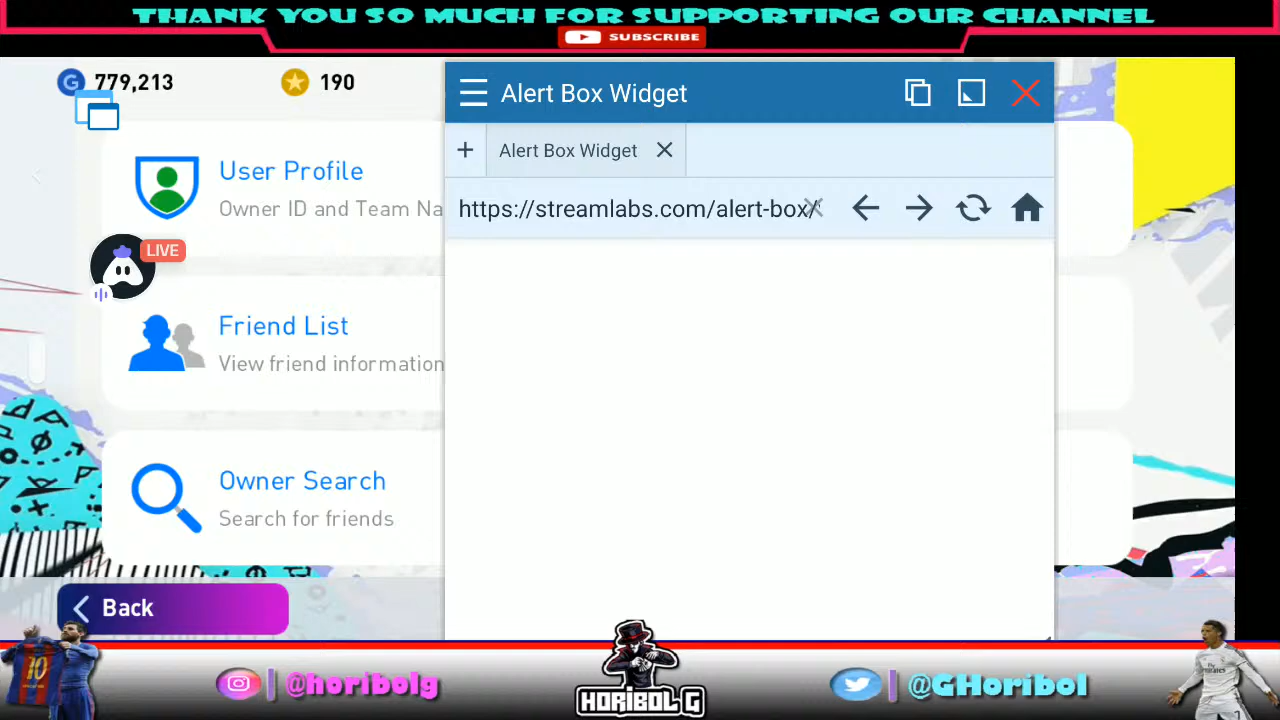 THANK YOU SO MUCH FOR SUPPORTING OUR CHANNEL
SUBSCRIBE
G 779,213
190
Alert Box Widget
+ Alert Box Widget
https://streamlabs.com/alert-box/
User Profile
Owner ID and Team Na
LIVE
Friend List
View friend information
Owner Search
Search for friends
Back
10
@horibolg
HORIBOL G
@GHoribol